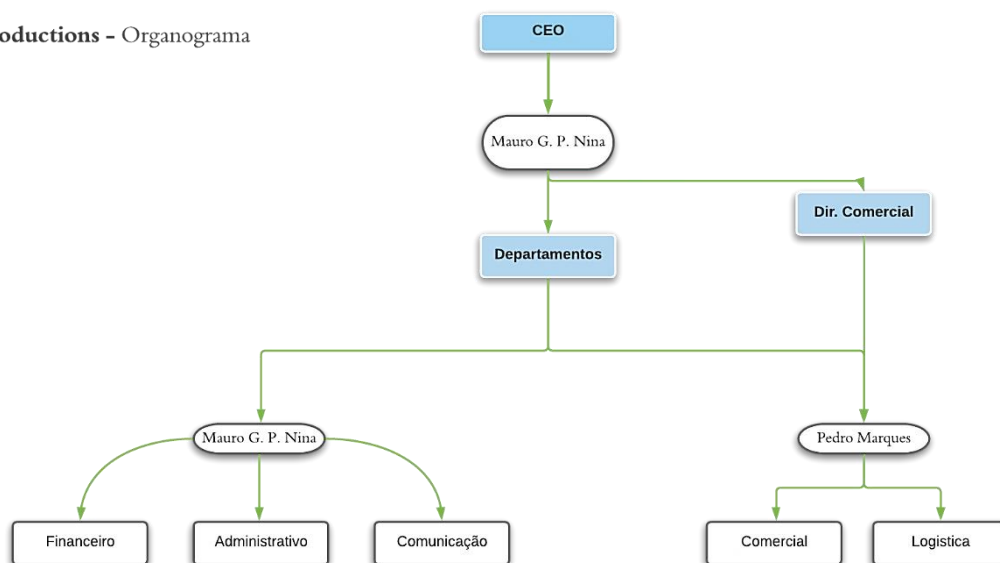 oductions - Organograma
CEO
Mauro G. P. Nina
Dir. Comercial
Departamentos
Mauro G. P. Nina
Pedro Marques
Financeiro
Administrativo
Comunicação
Comercial
Logistica